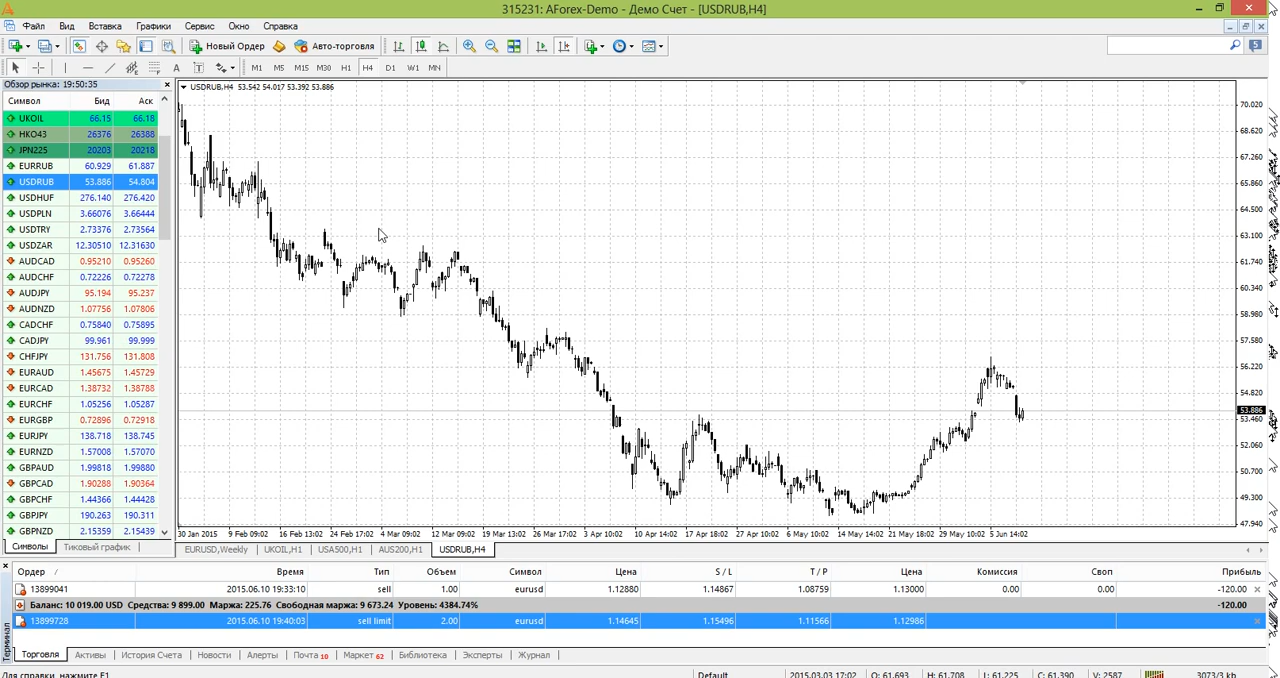 315231: AForex-Demo - Демо Счет - [USDRUB,H4]
Файл Вид Вставка Графики Сервис Окно Справка
Новый Ордер Авто-торговля
5
A T M1 M5 M15 M30 H1 H4 D1 W1 MN
Обзор рынка: 19:50:35
Символ Бид Аск
UKOIL 66.15 66.18
HKO43 26376 26388
JPN225 20203 20218
EURRUB 60.929 61.887
USDRUB 53.886 54.804
USDHUF 276.140 276.420
USDPLN 3.66076 3.66444
USDTRY 2.73376 2.73564
USDZAR 12.30510 12.31630
AUDCAD 0.95210 0.95260
AUDCHF 0.72226 0.72278
AUDJPY 95.194 95.237
AUDNZD 1.07756 1.07806
CADCHF 0.75840 0.75895
CADJPY 99.961 99.999
CHFJPY 131.756 131.808
EURAUD 1.45675 1.45729
EURCAD 1.38732 1.38788
EURCHF 1.05256 1.05287
EURGBP 0.72896 0.72918
EURJPY 138.718 138.745
EURNZD 1.57008 1.57070
GBPAUD 1.99818 1.99880
GBPCAD 1.90288 1.90364
GBPCHF 1.44366 1.44428
GBPJPY 190.263 190.311
GBPNZD 2.15359 2.15439
Символы Тиковый график
USDRUB,H4 53.542 54.017 53.392 53.886
70.020
68.620
67.260
65.860
64.500
63.100
61.740
60.340
58.980
57.580
56.220
54.820
53.886
53.460
52.060
50.700
49.300
47.940
30 Jan 2015 9 Feb 09:02 16 Feb 13:02 24 Feb 17:02 4 Mar 09:02 12 Mar 09:02 19 Mar 13:02 26 Mar 17:02 3 Apr 10:02 10 Apr 14:02 17 Apr 18:02 27 Apr 10:02 6 May 10:02 14 May 14:02 21 May 18:02 29 May 10:02 5 Jun 14:02
EURUSD,Weekly UKOIL,H1 USA500,H1 AUS200,H1 USDRUB,H4
Ордер / Время Тип Объем Символ Цена S / L T / P Цена Комиссия Своп Прибыль
13899041 2015.06.10 19:33:10 sell 1.00 eurusd 1.12880 1.14867 1.08759 1.13000 0.00 0.00 -120.00
Баланс: 10 019.00 USD Средства: 9 899.00 Маржа: 225.76 Свободная маржа: 9 673.24 Уровень: 4384.74% -120.00
13899728 2015.06.10 19:40:03 sell limit 2.00 eurusd 1.14645 1.15496 1.11566 1.12986
Терминал
Торговля Активы История Счета Новости Алерты Почта 10 Маркет 62 Библиотека Эксперты Журнал
Для справки, нажмите F1 Default 2015.03.03 17:02 O: 61.693 H: 61.708 L: 61.225 C: 61.390 V: 2587 3073/3 kb